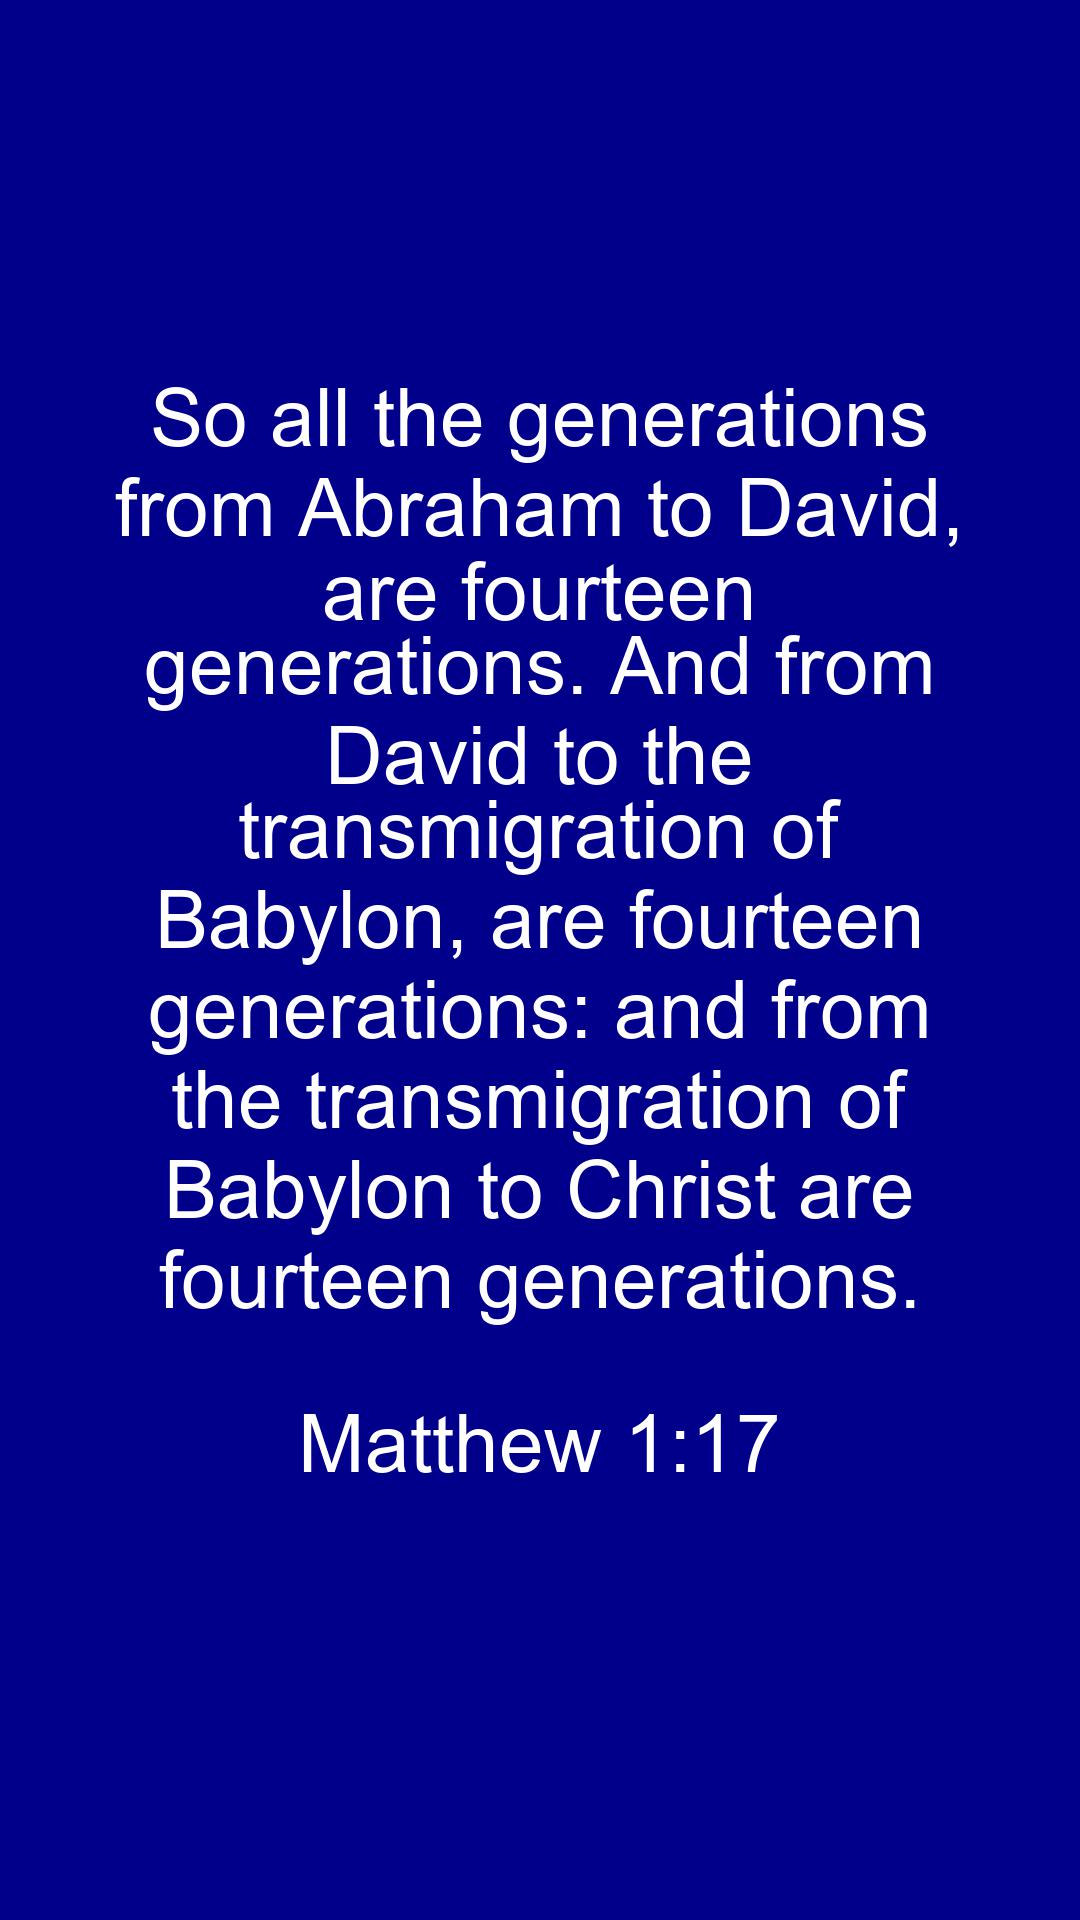 So all the generations
from Abraham to David,
are fourteen
generations. And from
David to the
transmigration of
Babylon, are fourteen
generations: and from
the transmigration of
Babylon to Christ are
fourteen generations.
Matthew 1:17